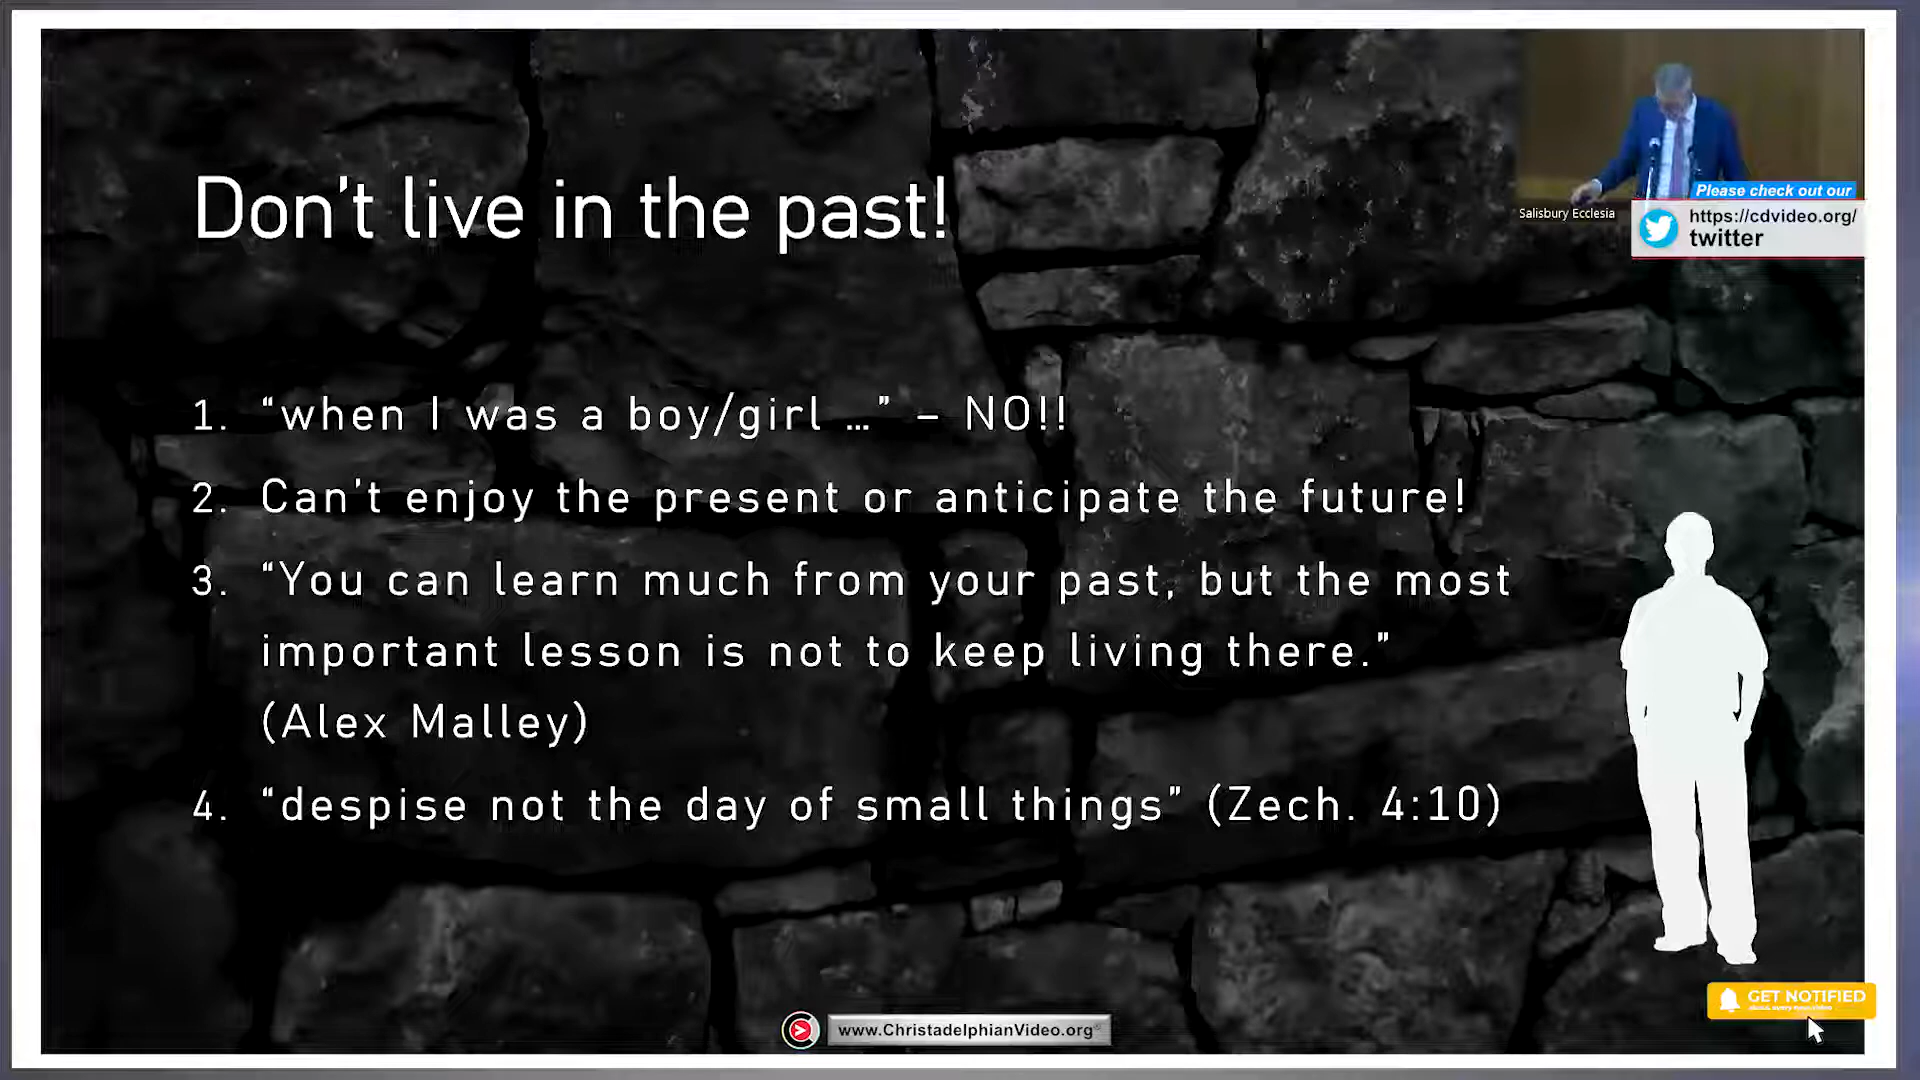 Don't live in the past!
1. “when I was a boy/girl …” – NO!!
2. Can't enjoy the present or anticipate the future!
3. “You can learn much from your past, but the most
important lesson is not to keep living there.”
(Alex Malley)
4. “despise not the day of small things” (Zech. 4:10)
Salisbury Ecclesia
Please check out our
https://cdvideo.org/
twitter
www.ChristadelphianVideo.org
GET NOTIFIED